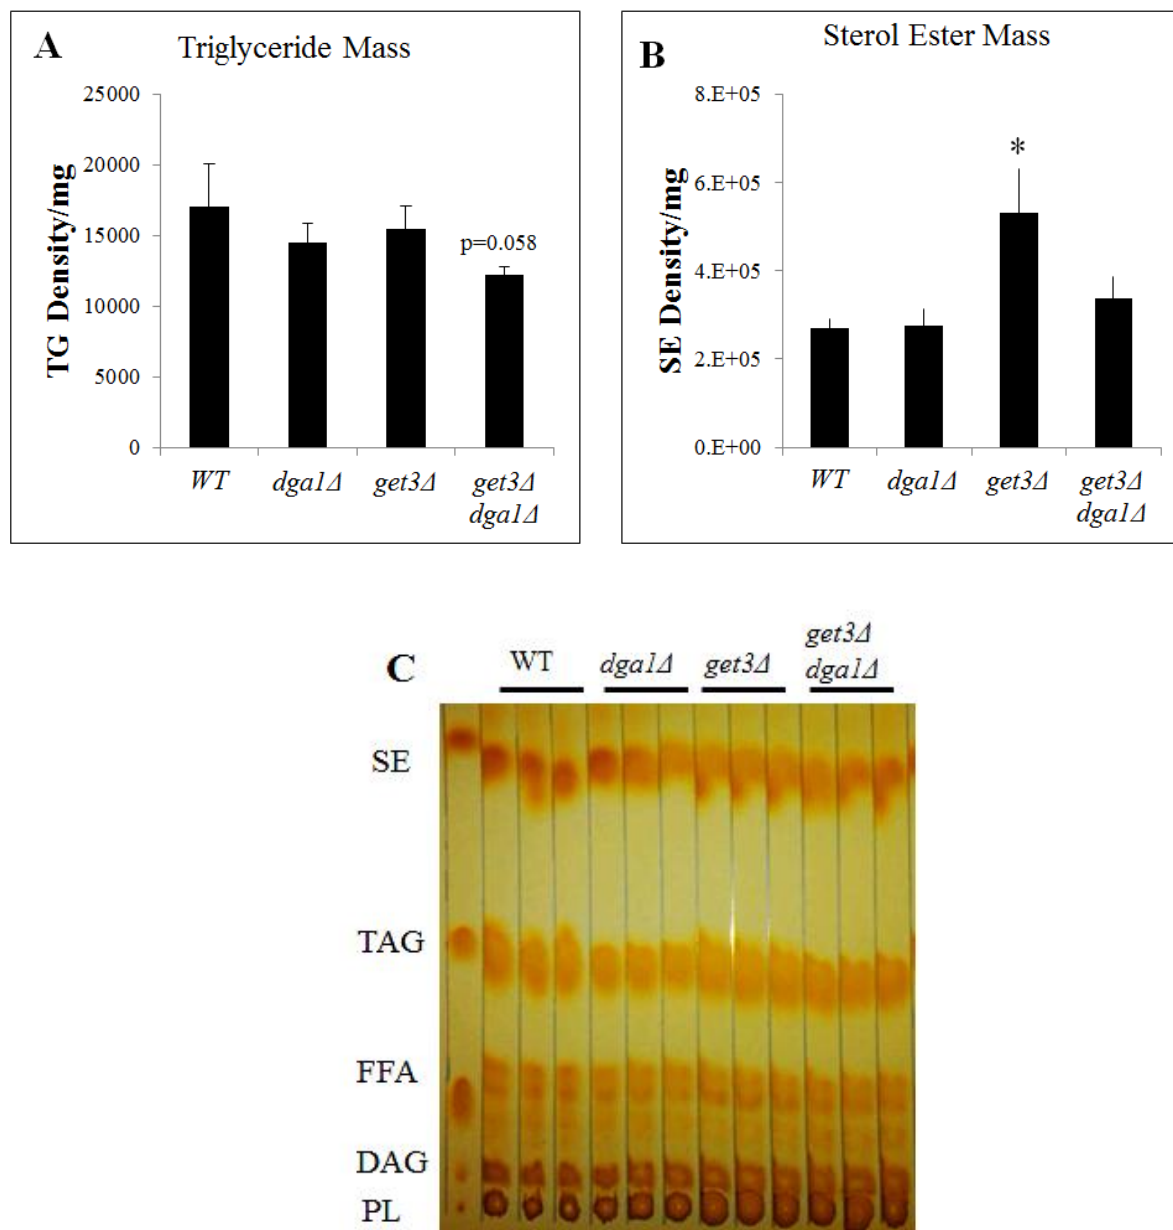 A
Triglyceride Mass
TG Density/mg
25000
20000
15000
10000
5000
0
p=0.058
WT
dga1Δ
get3Δ
get3Δ
dga1Δ
B
Sterol Ester Mass
SE Density/mg
8.E+05
6.E+05
4.E+05
2.E+05
0.E+00
*
WT
dga1Δ
get3Δ
get3Δ
dga1Δ
C
WT
dga1Δ
get3Δ
get3Δ
dga1Δ
SE
TAG
FFA
DAG
PL